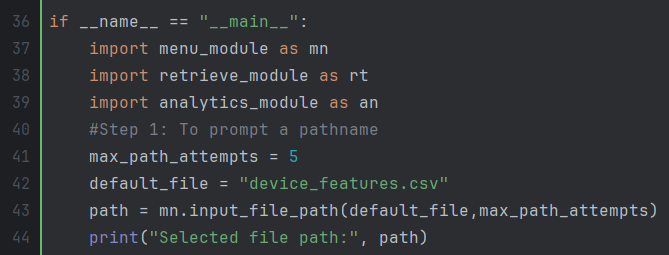 36 if __name__ == "__main__":
37     import menu_module as mn
38     import retrieve_module as rt
39     import analytics_module as an
40     #Step 1: To prompt a pathname
41     max_path_attempts = 5
42     default_file = "device_features.csv"
43     path = mn.input_file_path(default_file,max_path_attempts)
44     print("Selected file path:", path)